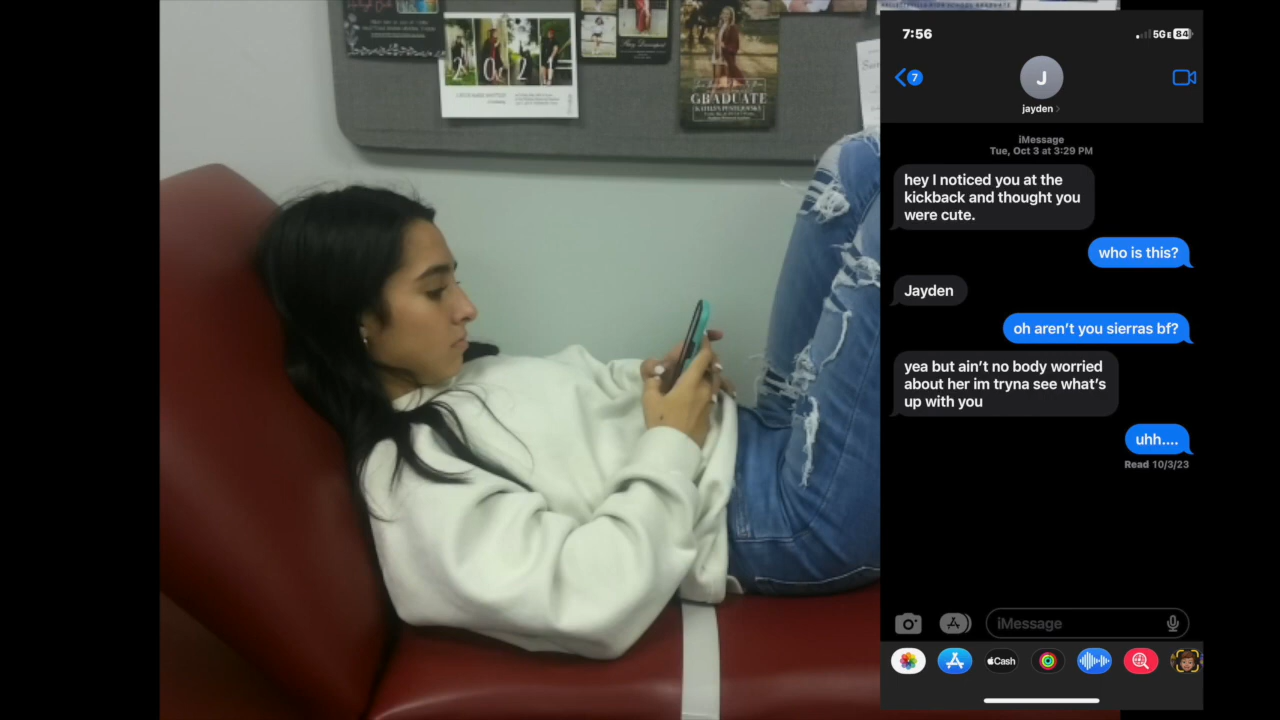 2021
GRADUATE
7:56
5GE 84
7
J
jayden
iMessage
Tue, Oct 3 at 3:29 PM
hey I noticed you at the
kickback and thought you
were cute.
who is this?
Jayden
oh aren't you sierras bf?
yea but ain't no body worried
about her im tryna see what's
up with you
uhh....
Read 10/3/23
iMessage
Cash